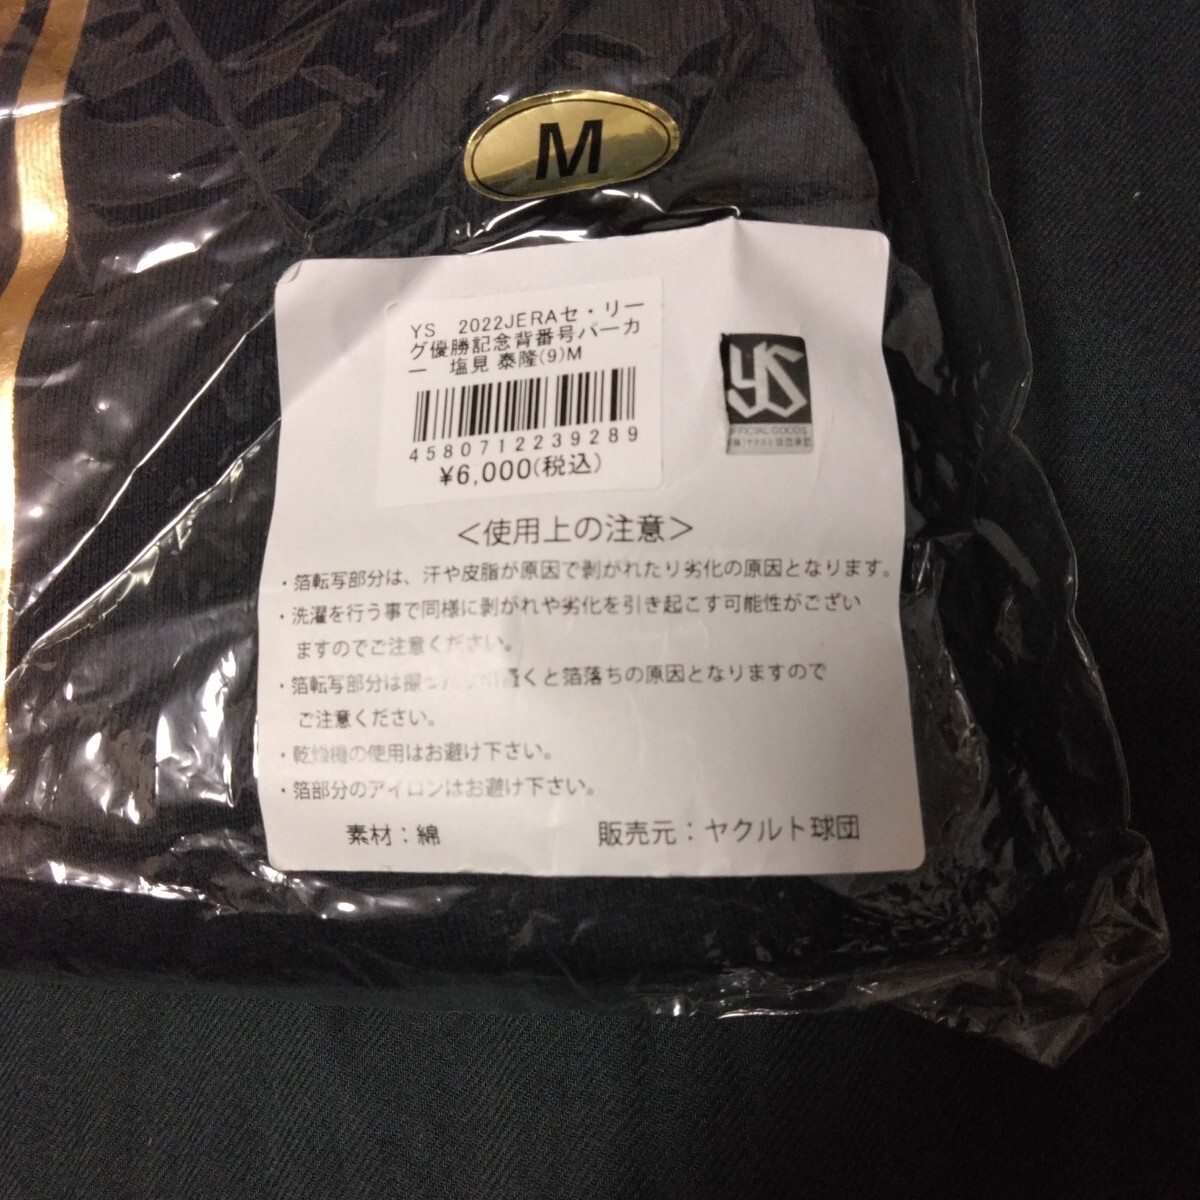 M
YS 2022JERAセ・リー
グ優勝記念背番号パーカ
ー 塩見 泰隆(9)M
4580712239289
¥6,000(税込)
YS
OFFICIAL GOODS
<使用上の注意>
・箔転写部分は、汗や皮脂が原因で剥がれたり劣化の原因となります。
・洗濯を行う事で同様に剥がれや劣化を引き起こす可能性がござい
ますのでご注意ください。
・箔転写部分は擦 くと箔落ちの原因となりますので
ご注意ください。
・乾燥機の使用はお避け下さい。
・箔部分のアイロンはお避け下さい。
素材：綿
販売元：ヤクルト球団